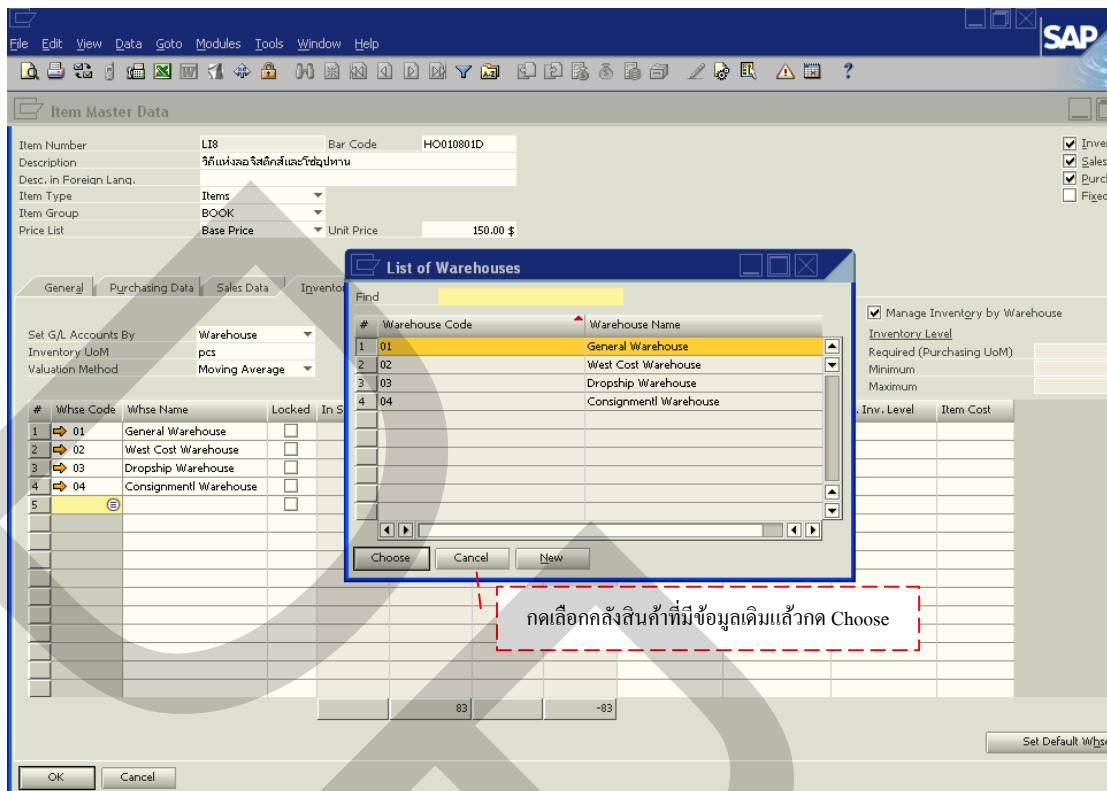 SAP
File Edit View Data Goto Modules Tools Window Help
Item Master Data
Item Number LI8 Bar Code HO010801D
Description วิถีแห่งลอจิสติกส์และโซ่อุปทาน
Desc. in Foreign Lang.
Item Type Items
Item Group BOOK
Price List Base Price Unit Price 150.00 $
Inver
Sales
Purch
Fixed
General Purchasing Data Sales Data Inventor
Set G/L Accounts By Warehouse
Inventory UoM pcs
Valuation Method Moving Average
Manage Inventory by Warehouse
Inventory Level
Required (Purchasing UoM)
Minimum
Maximum
# Whse Code Whse Name Locked In S . Inv. Level Item Cost
1 01 General Warehouse
2 02 West Cost Warehouse
3 03 Dropship Warehouse
4 04 Consignmentl Warehouse
5
List of Warehouses
Find
# Warehouse Code Warehouse Name
1 01 General Warehouse
2 02 West Cost Warehouse
3 03 Dropship Warehouse
4 04 Consignmentl Warehouse
Choose Cancel New
กดเลือกคลังสินค้าที่มีข้อมูลเดิมแล้วกด Choose
83 -83
Set Default Whse
OK Cancel